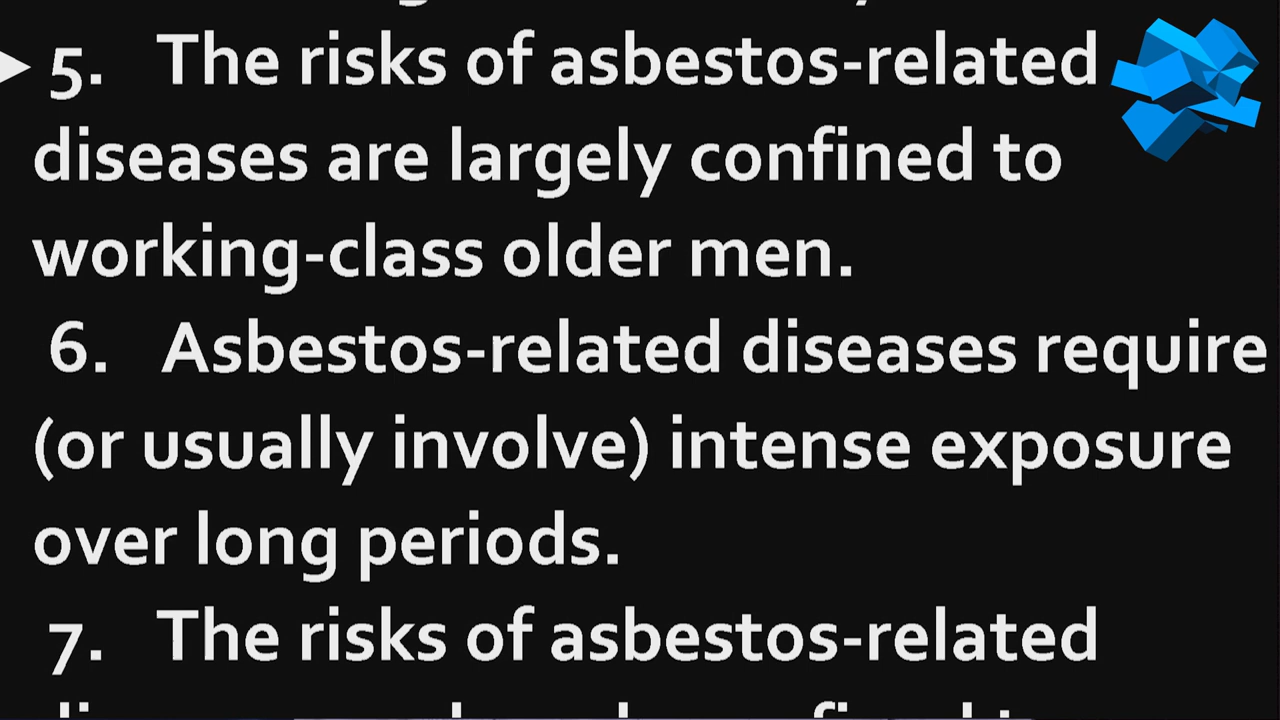 5. The risks of asbestos-related
diseases are largely confined to
working-class older men.
6. Asbestos-related diseases require
(or usually involve) intense exposure
over long periods.
7. The risks of asbestos-related